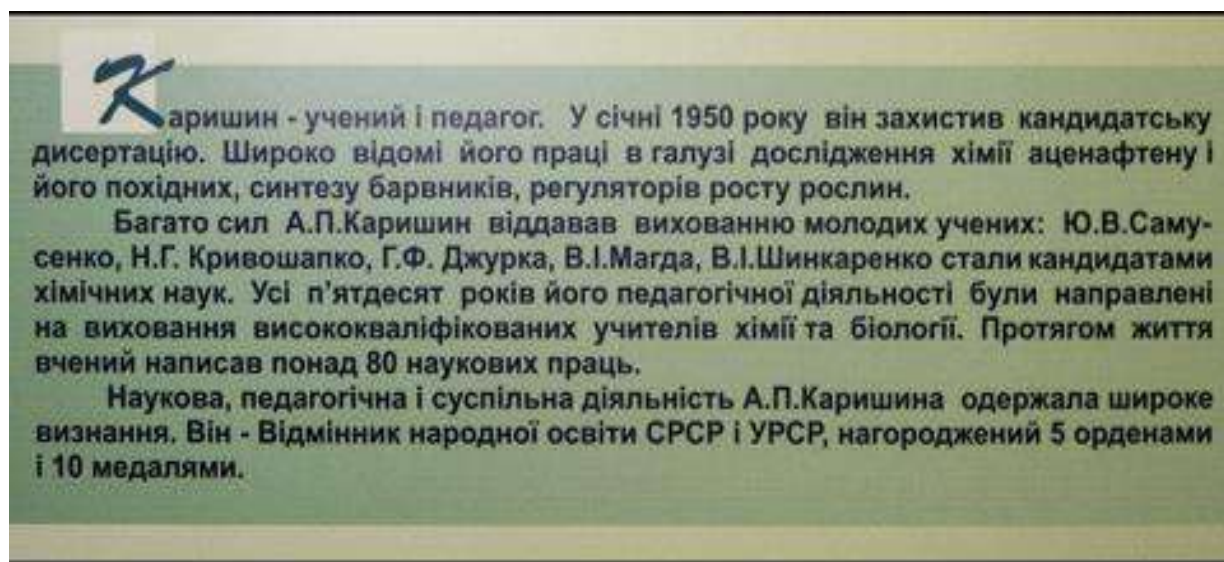 Каришин - учений і педагог. У січні 1950 року він захистив кандидатську
дисертацію. Широко відомі його праці в галузі дослідження хімії аценафтену і
його похідних, синтезу барвників, регуляторів росту рослин.
Багато сил А.П.Каришин віддавав вихованню молодих учених: Ю.В.Саму-
сенко, Н.Г. Кривошапко, Г.Ф. Джурка, В.І.Магда, В.І.Шинкаренко стали кандидатами
хімічних наук. Усі п'ятдесят років його педагогічної діяльності були направлені
на виховання висококваліфікованих учителів хімії та біології. Протягом життя
вчений написав понад 80 наукових праць.
Наукова, педагогічна і суспільна діяльність А.П.Каришина одержала широке
визнання. Він - Відмінник народної освіти СРСР і УРСР, нагороджений 5 орденами
і 10 медалями.